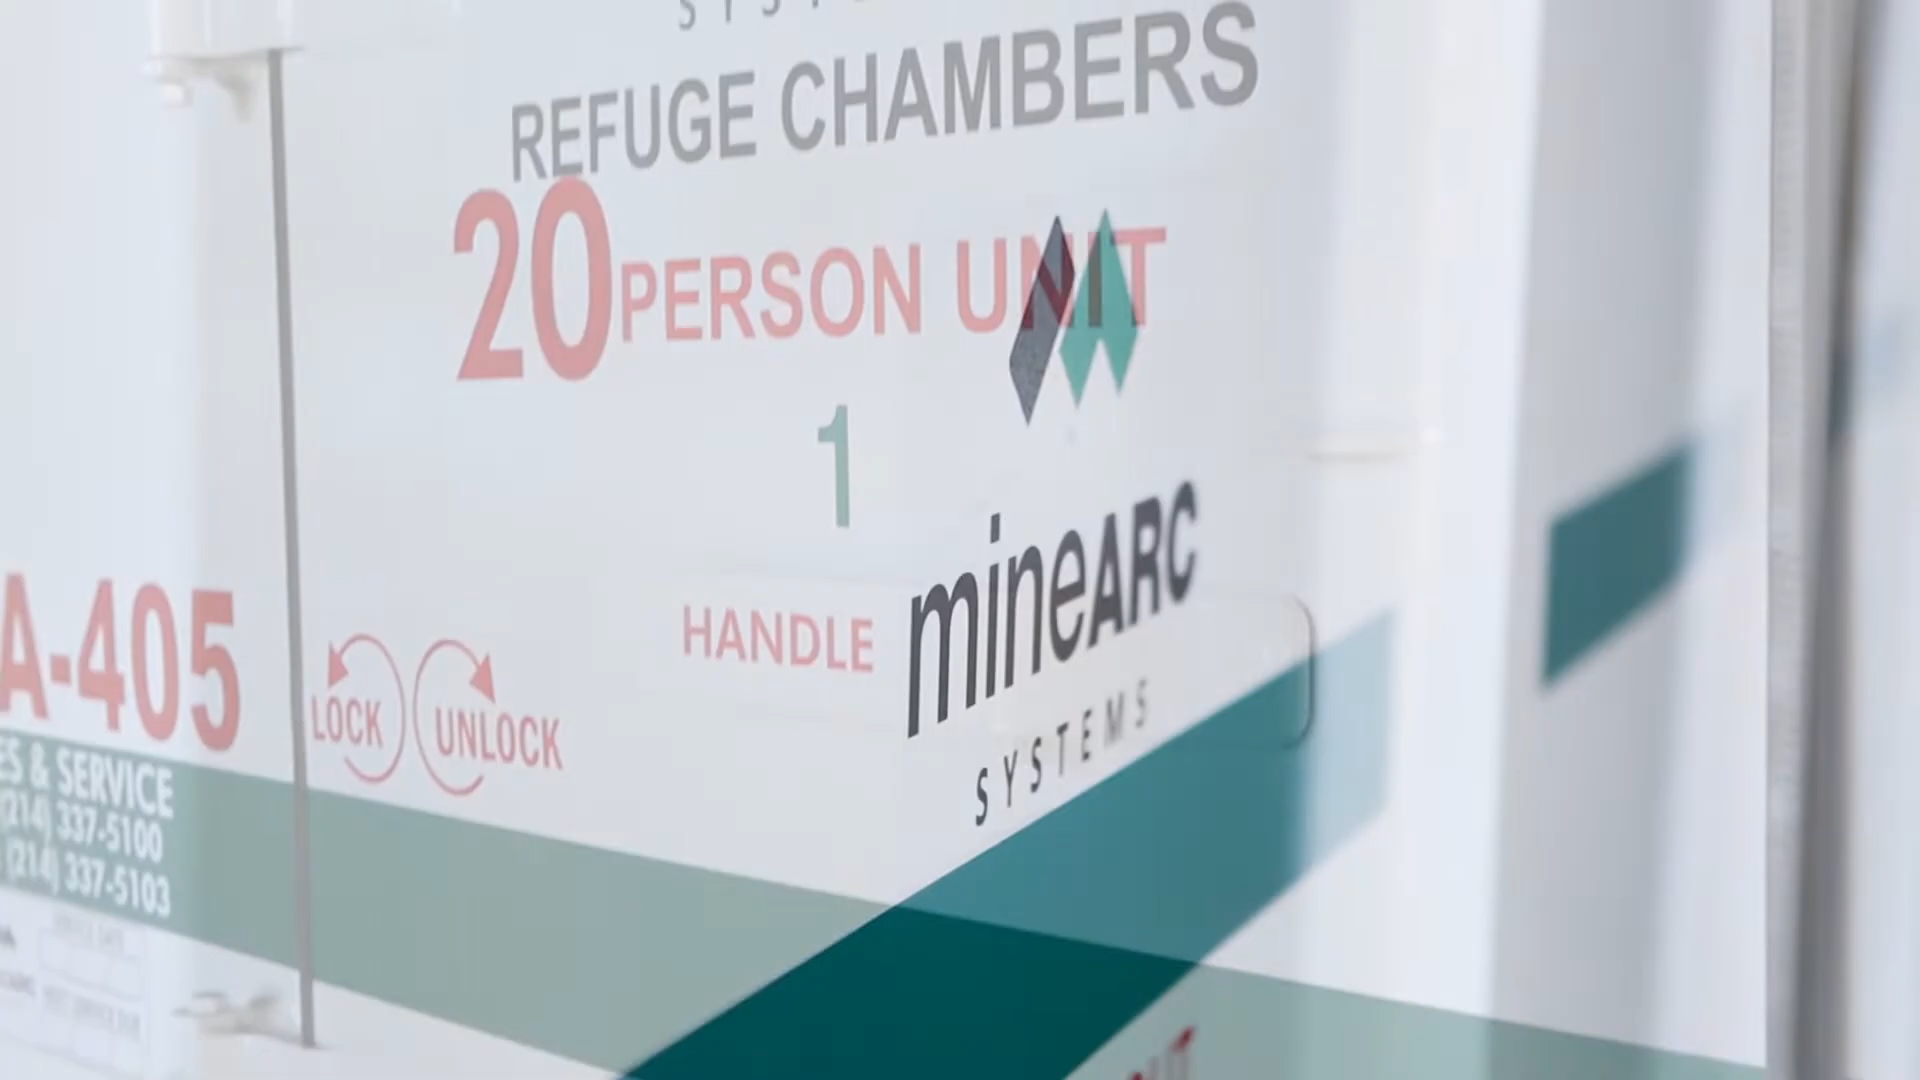 REFUGE CHAMBERS
20 PERSON UNIT
1
mineARC
SYSTEMS
HANDLE
A-405
LOCK
UNLOCK
ES & SERVICE
(214) 337-5100
(214) 337-5103